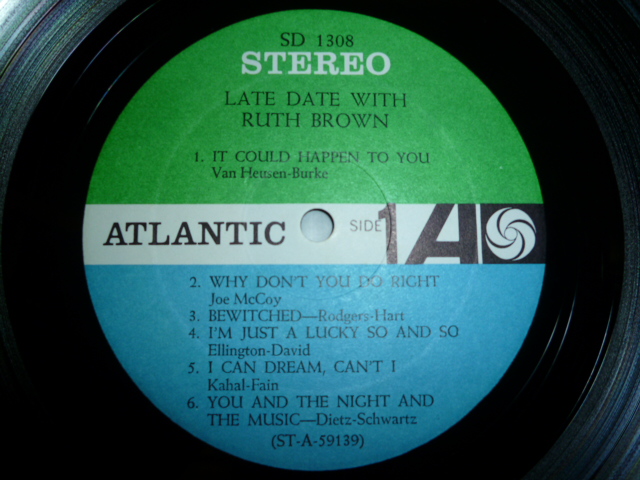 SD 1308
STEREO
LATE DATE WITH
RUTH BROWN
1. IT COULD HAPPEN TO YOU
Van Heusen-Burke
ATLANTIC SIDE 1 A
2. WHY DON'T YOU DO RIGHT
Joe McCoy
3. BEWITCHED—Rodgers-Hart
4. I'M JUST A LUCKY SO AND SO
Ellington-David
5. I CAN DREAM, CAN'T I
Kahal-Fain
6. YOU AND THE NIGHT AND
THE MUSIC—Dietz-Schwartz
(ST-A-59139)